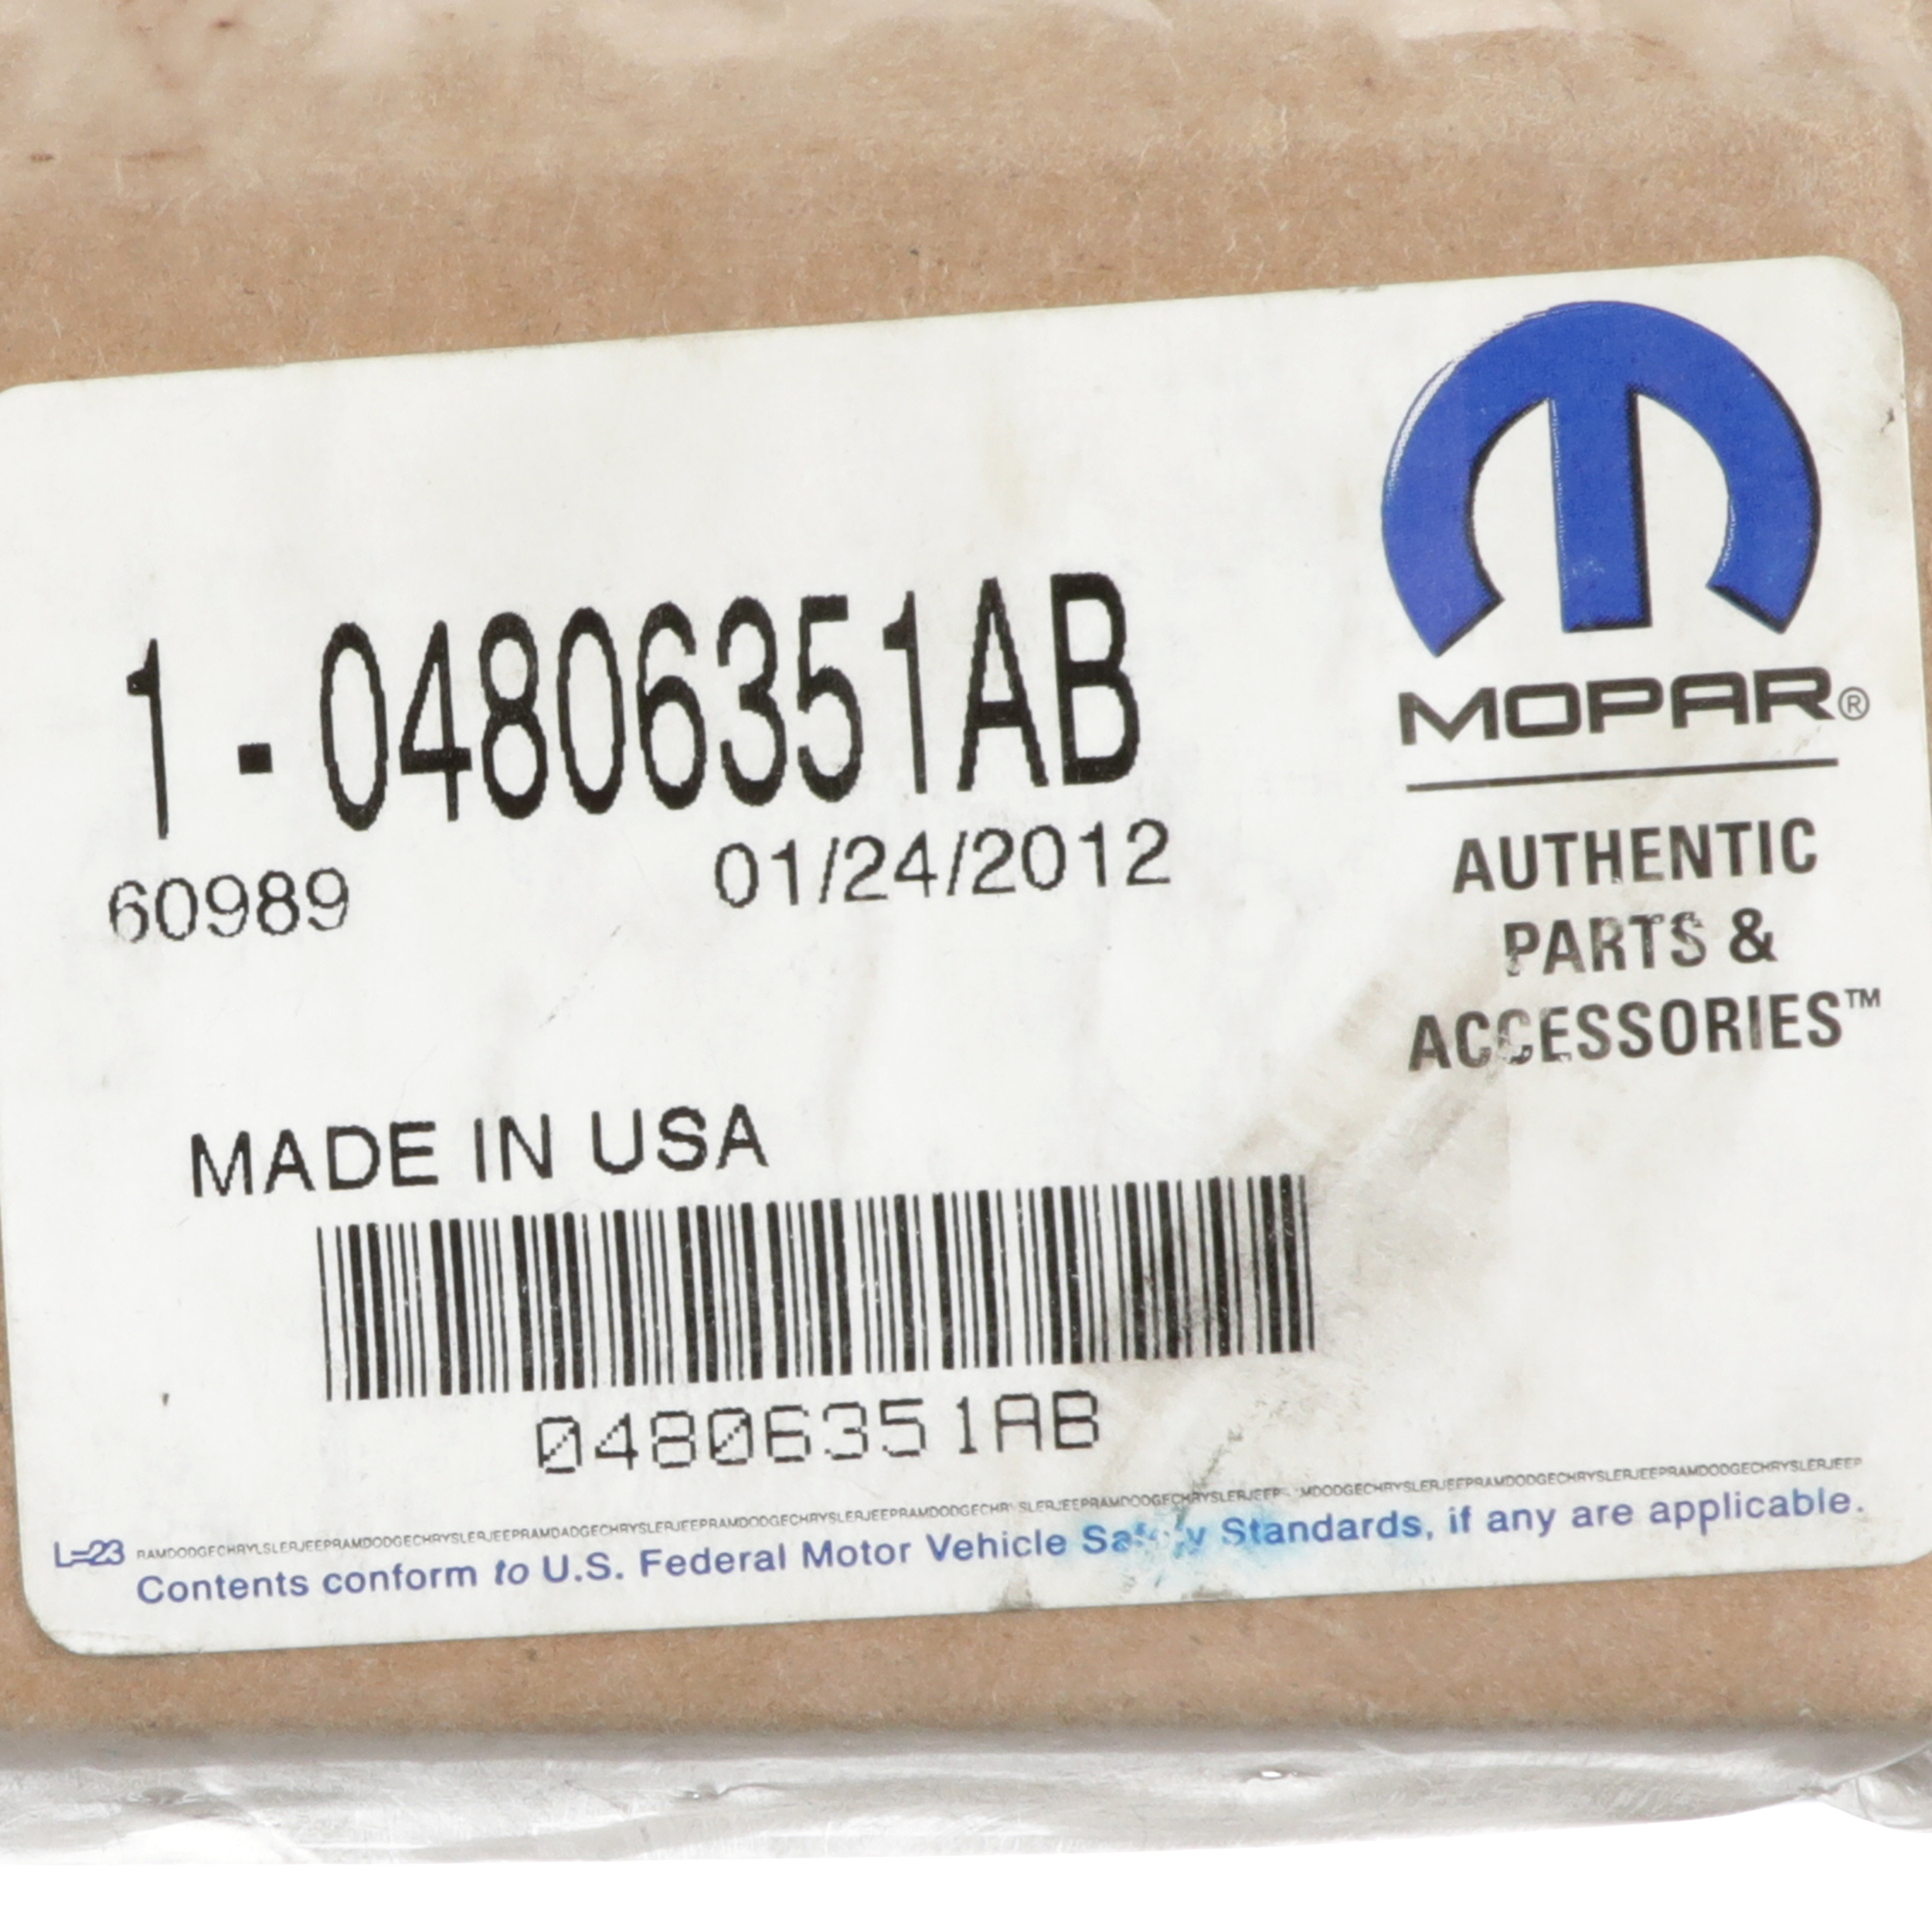 1 - 04806351AB
60989 01/24/2012
MOPAR®
AUTHENTIC
PARTS &
ACCESSORIES™
MADE IN USA
04806351AB
L-23
Contents conform to U.S. Federal Motor Vehicle Safety Standards, if any are applicable.